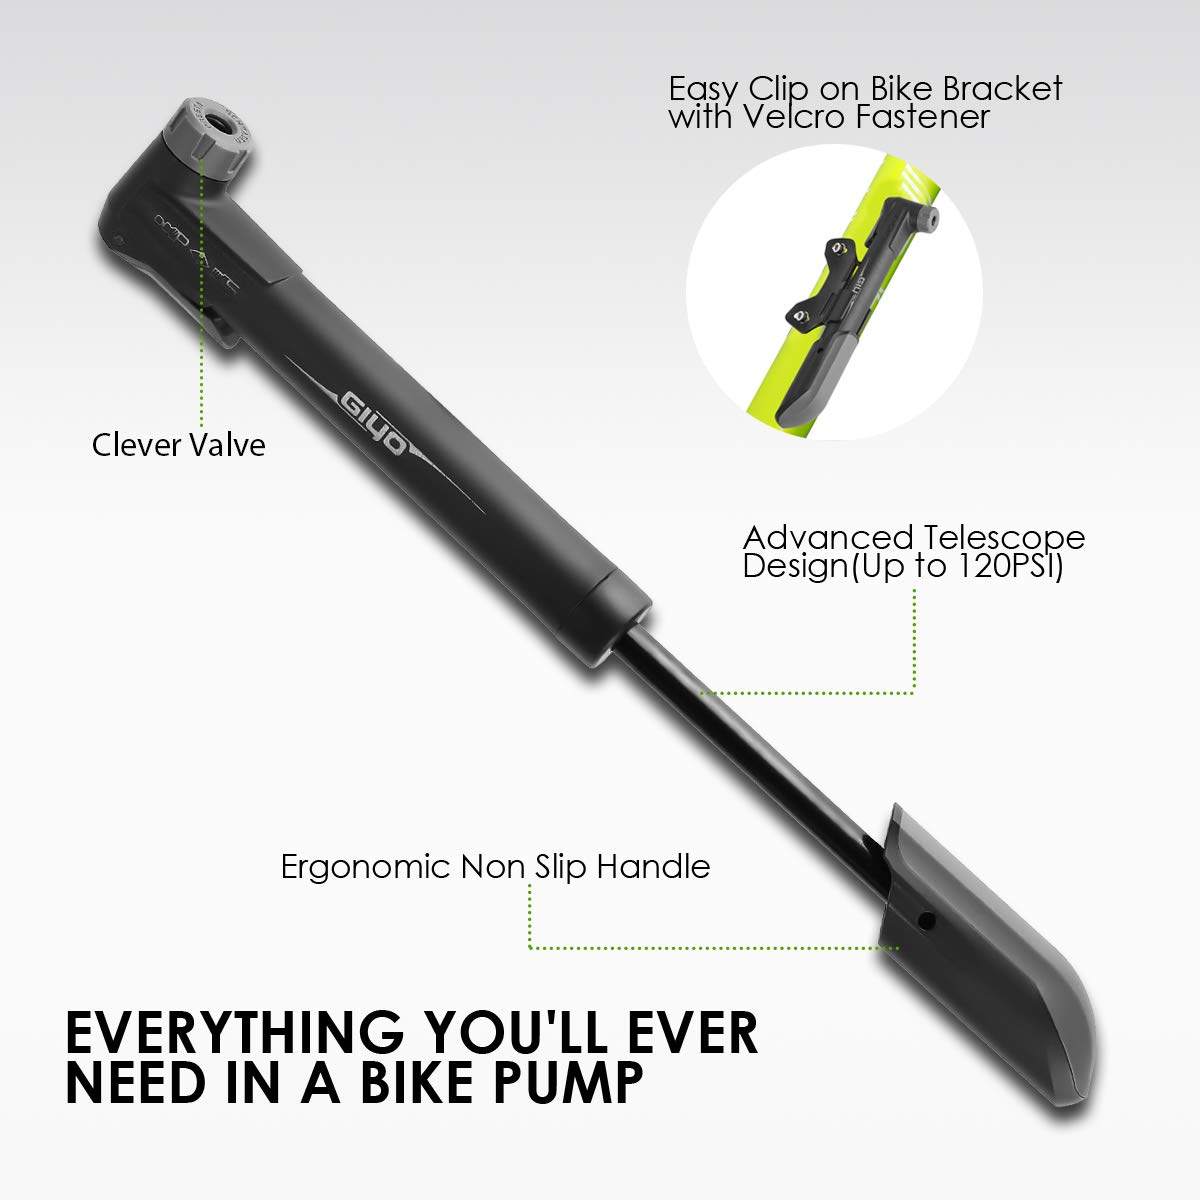 Easy Clip on Bike Bracket
with Velcro Fastener
GIYO
GIYO
Clever Valve
Advanced Telescope
Design(Up to 120PSI)
Ergonomic Non Slip Handle
EVERYTHING YOU'LL EVER
NEED IN A BIKE PUMP